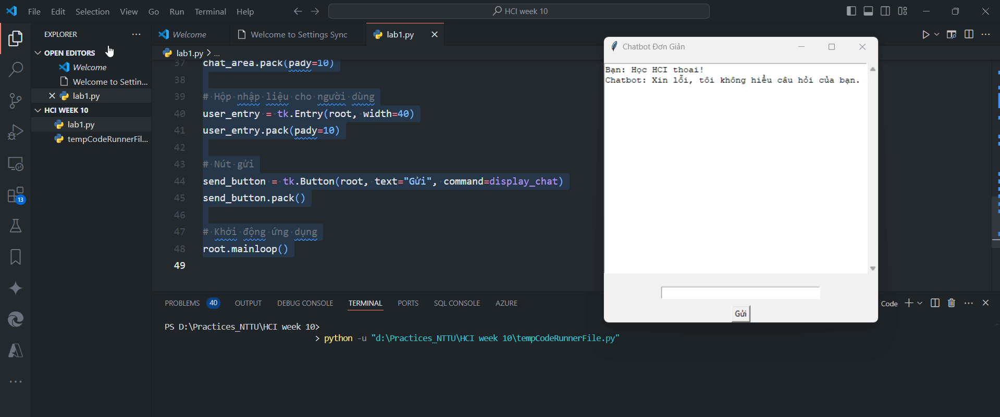 File Edit Selection View Go Run Terminal Help
HCI week 10
EXPLORER
OPEN EDITORS
Welcome
Welcome to Settin...
lab1.py
HCI WEEK 10
lab1.py
tempCodeRunnerFil...
13
Welcome
Welcome to Settings Sync
lab1.py
lab1.py > ...
37 chat_area.pack(pady=10)
38
39 # Hộp nhập liệu cho người dùng
40 user_entry = tk.Entry(root, width=40)
41 user_entry.pack(pady=10)
42
43 # Nút gửi
44 send_button = tk.Button(root, text="Gửi", command=display_chat)
45 send_button.pack()
46
47 # Khởi động ứng dụng
48 root.mainloop()
49
Chatbot Đơn Giản
Bạn: Học HCI thoai!
Chatbot: Xin lỗi, tôi không hiểu câu hỏi của bạn.
Gửi
PROBLEMS 40 OUTPUT DEBUG CONSOLE TERMINAL PORTS SQL CONSOLE AZURE
Code
PS D:\Practices_NTTU\HCI week 10>
> python -u "d:\Practices_NTTU\HCI week 10\tempCodeRunnerFile.py"